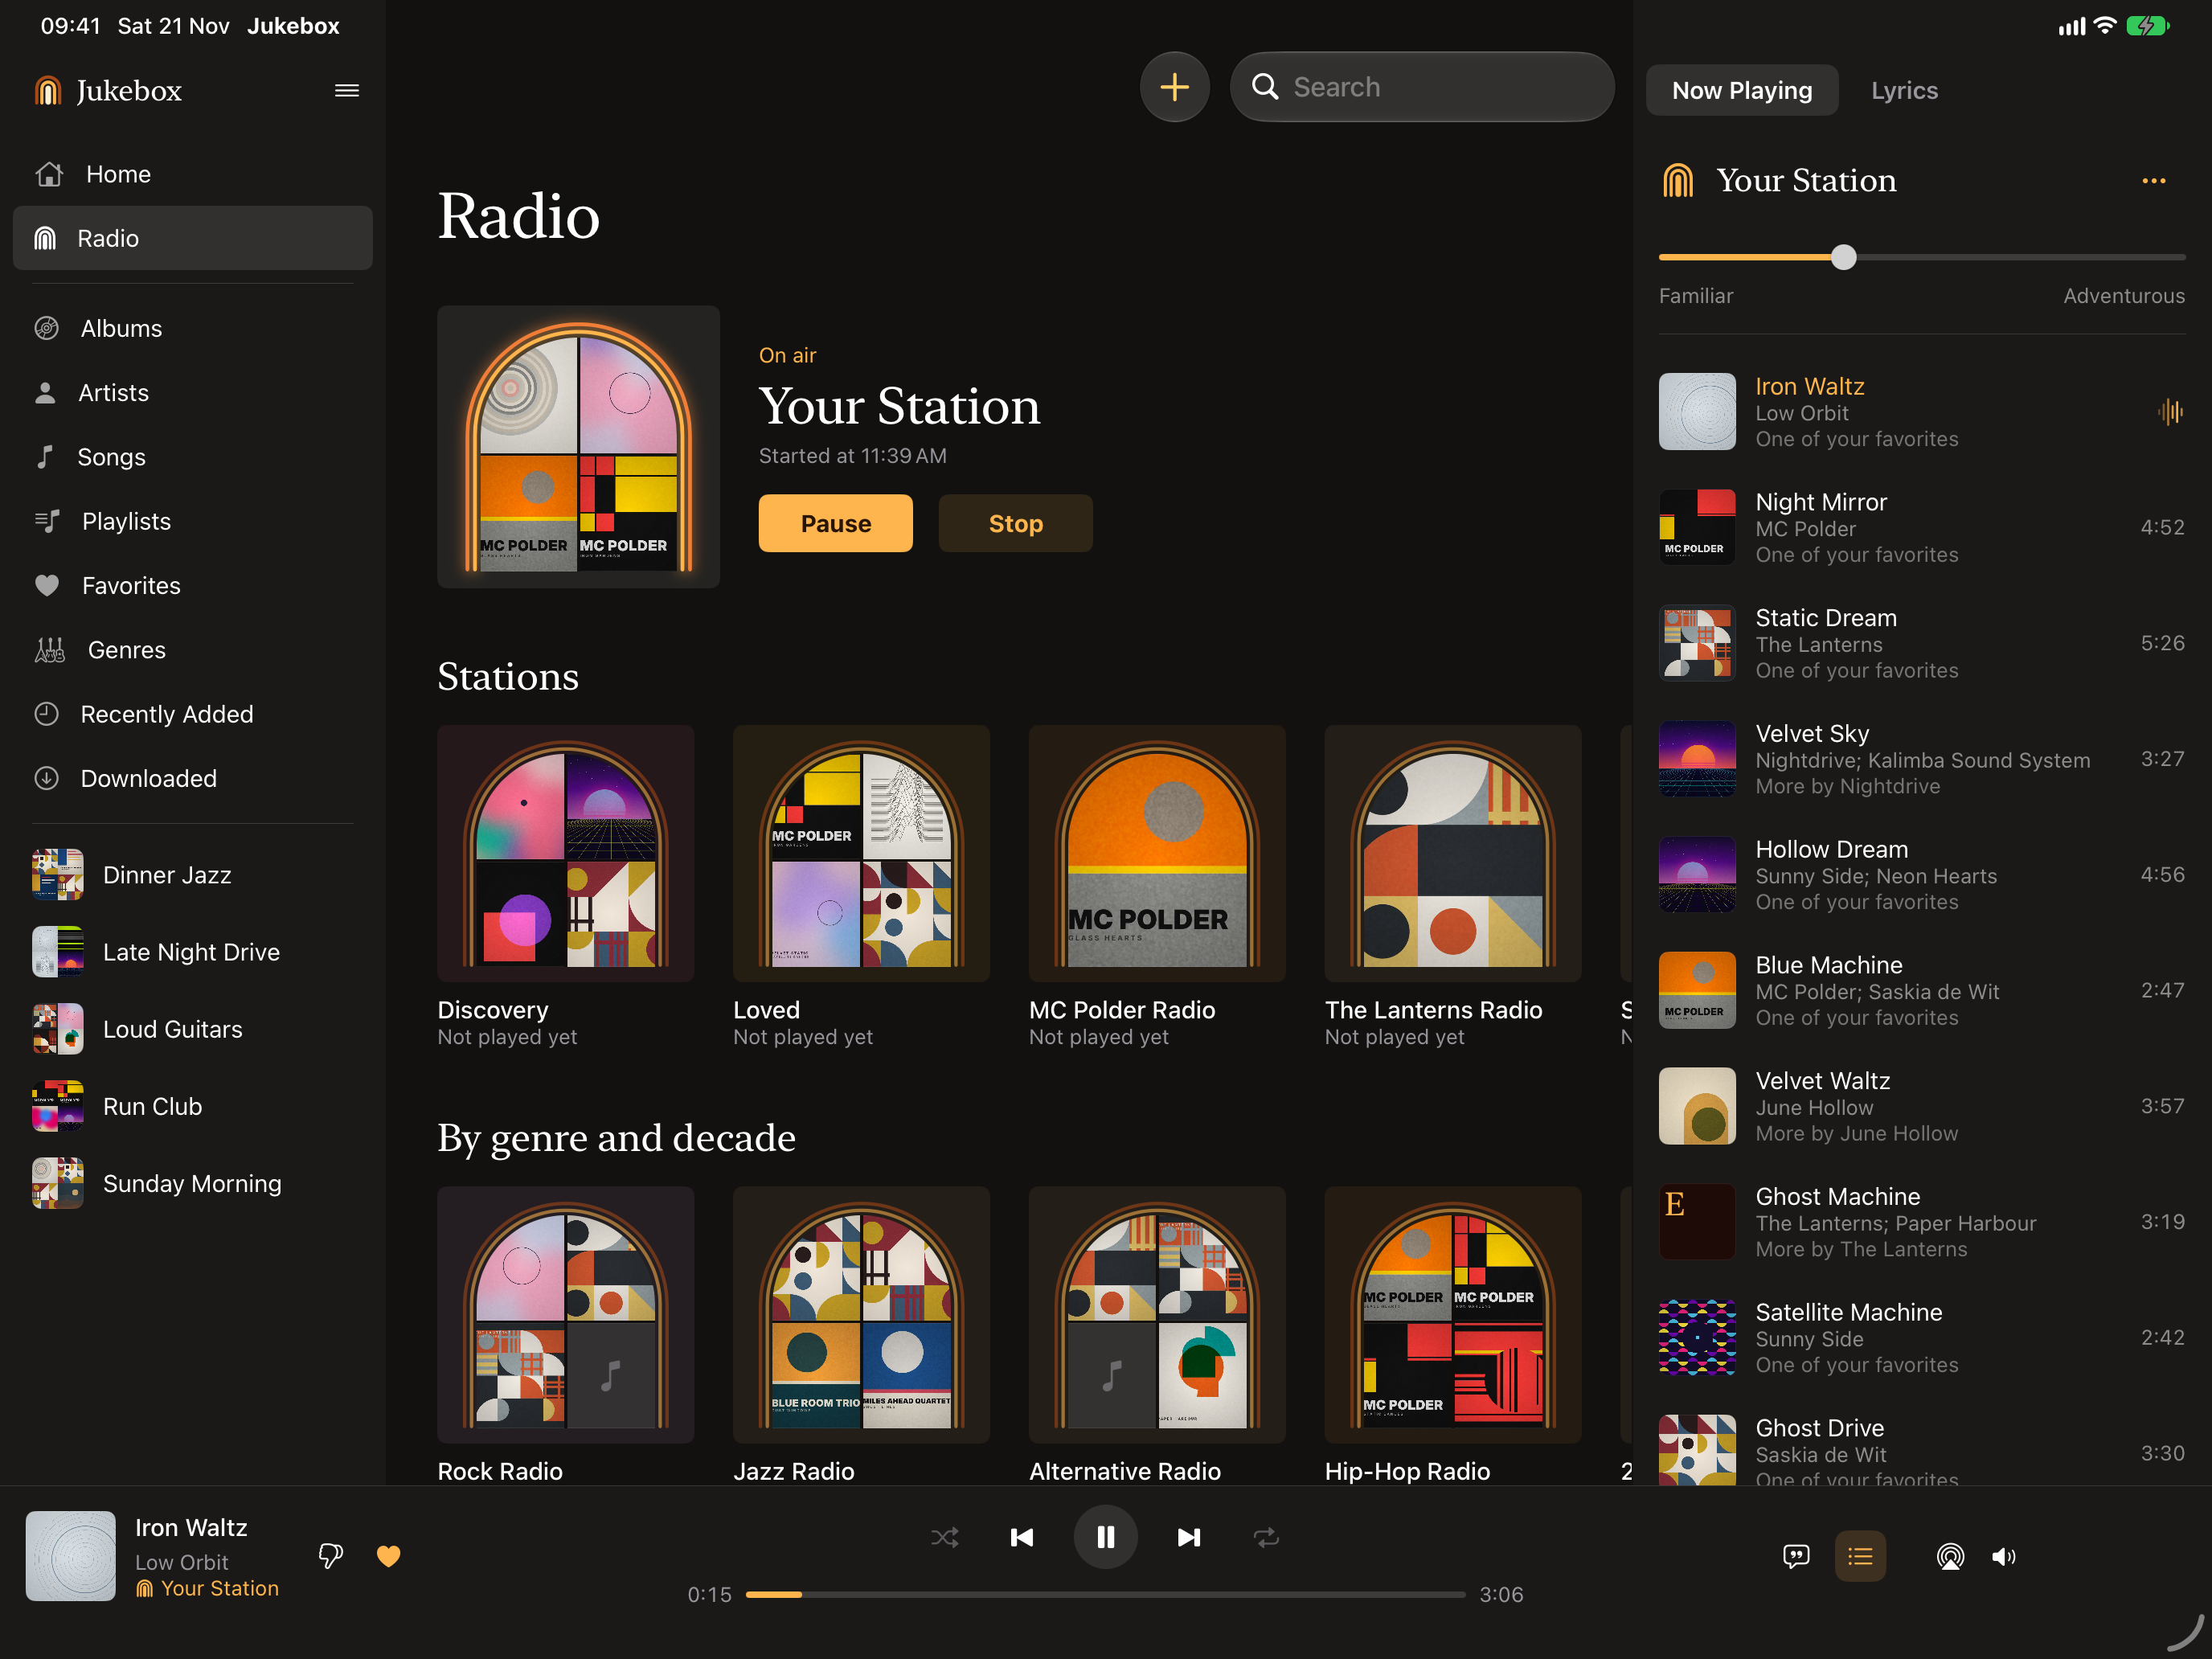 09:41 Sat 21 Nov Jukebox
Jukebox
Home
Radio
Albums
Artists
Songs
Playlists
Favorites
Genres
Recently Added
Downloaded
Dinner Jazz
Late Night Drive
Loud Guitars
Run Club
Sunday Morning
Search
Radio
MC POLDER
MC POLDER
On air
Your Station
Started at 11:39 AM
Pause
Stop
Stations
MC POLDER
MC POLDER
GLASS HEARTS
Discovery
Not played yet
Loved
Not played yet
MC Polder Radio
Not played yet
The Lanterns Radio
Not played yet
By genre and decade
BLUE ROOM TRIO
MILES AHEAD QUARTET
MC POLDER
MC POLDER
MC POLDER
Rock Radio
Jazz Radio
Alternative Radio
Hip-Hop Radio
2
Now Playing
Lyrics
Your Station
Familiar
Adventurous
Iron Waltz
Low Orbit
One of your favorites
MC POLDER
Night Mirror
MC Polder
One of your favorites
4:52
Static Dream
The Lanterns
One of your favorites
5:26
Velvet Sky
Nightdrive; Kalimba Sound System
More by Nightdrive
3:27
Hollow Dream
Sunny Side; Neon Hearts
One of your favorites
4:56
MC POLDER
Blue Machine
MC Polder; Saskia de Wit
One of your favorites
2:47
Velvet Waltz
June Hollow
More by June Hollow
3:57
E
Ghost Machine
The Lanterns; Paper Harbour
More by The Lanterns
3:19
Satellite Machine
Sunny Side
One of your favorites
2:42
Ghost Drive
Saskia de Wit
One of your favorites
3:30
Iron Waltz
Low Orbit
Your Station
0:15
3:06